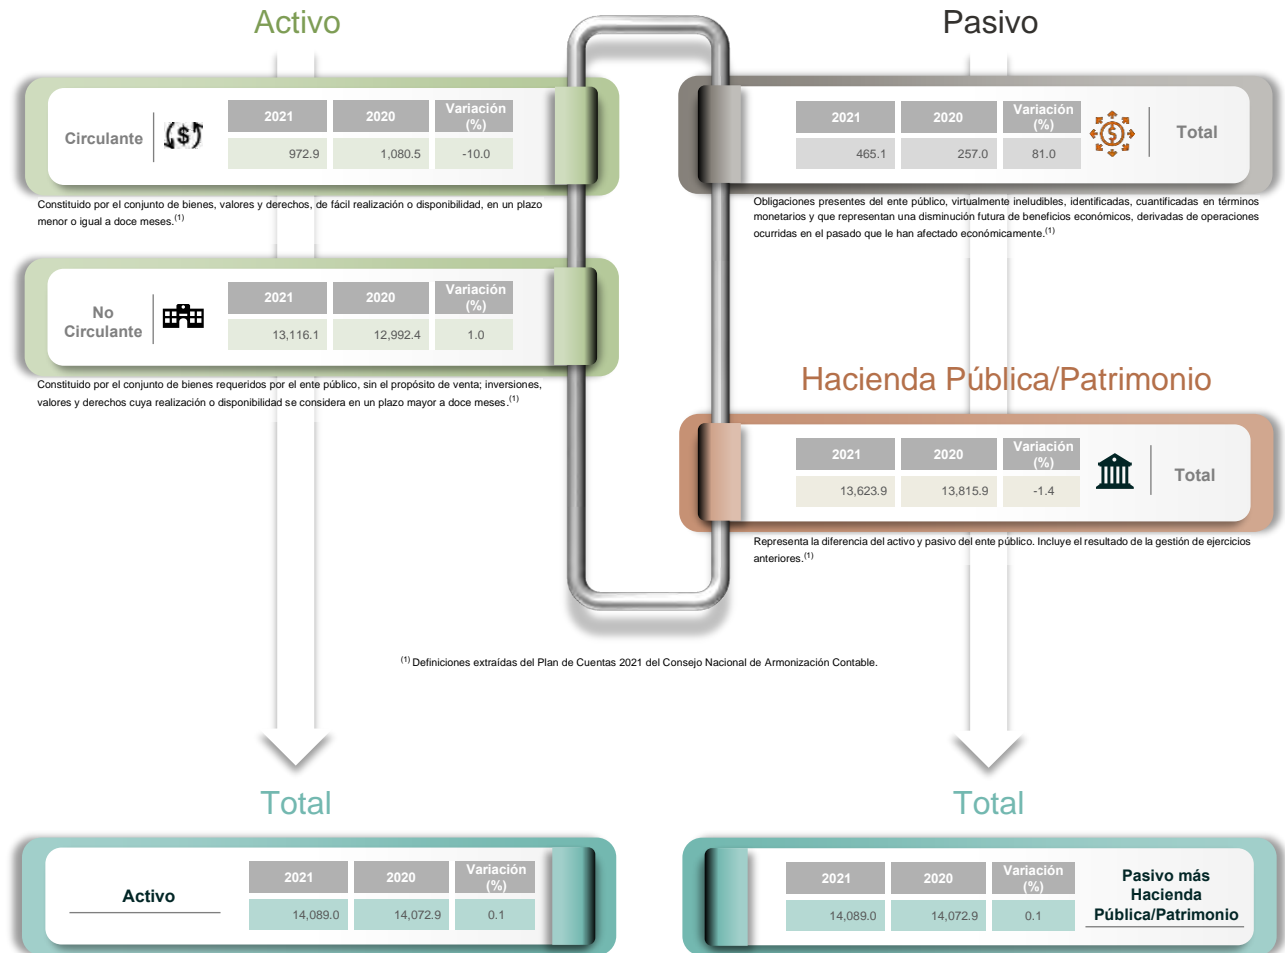 Activo
Circulante
2021 2020 Variación (%)
972.9 1,080.5 -10.0
Constituido por el conjunto de bienes, valores y derechos, de fácil realización o disponibilidad, en un plazo
menor o igual a doce meses.(1)
No
Circulante
2021 2020 Variación (%)
13,116.1 12,992.4 1.0
Constituido por el conjunto de bienes requeridos por el ente público, sin el propósito de venta; inversiones,
valores y derechos cuya realización o disponibilidad se considera en un plazo mayor a doce meses.(1)
Pasivo
2021 2020 Variación (%)
465.1 257.0 81.0
Total
Obligaciones presentes del ente público, virtualmente ineludibles, identificadas, cuantificadas en términos
monetarios y que representan una disminución futura de beneficios económicos, derivadas de operaciones
ocurridas en el pasado que le han afectado económicamente.(1)
Hacienda Pública/Patrimonio
2021 2020 Variación (%)
13,623.9 13,815.9 -1.4
Total
Representa la diferencia del activo y pasivo del ente público. Incluye el resultado de la gestión de ejercicios
anteriores.(1)
(1) Definiciones extraídas del Plan de Cuentas 2021 del Consejo Nacional de Armonización Contable.
Total
Activo
2021 2020 Variación (%)
14,089.0 14,072.9 0.1
Total
2021 2020 Variación (%)
14,089.0 14,072.9 0.1
Pasivo más
Hacienda
Pública/Patrimonio